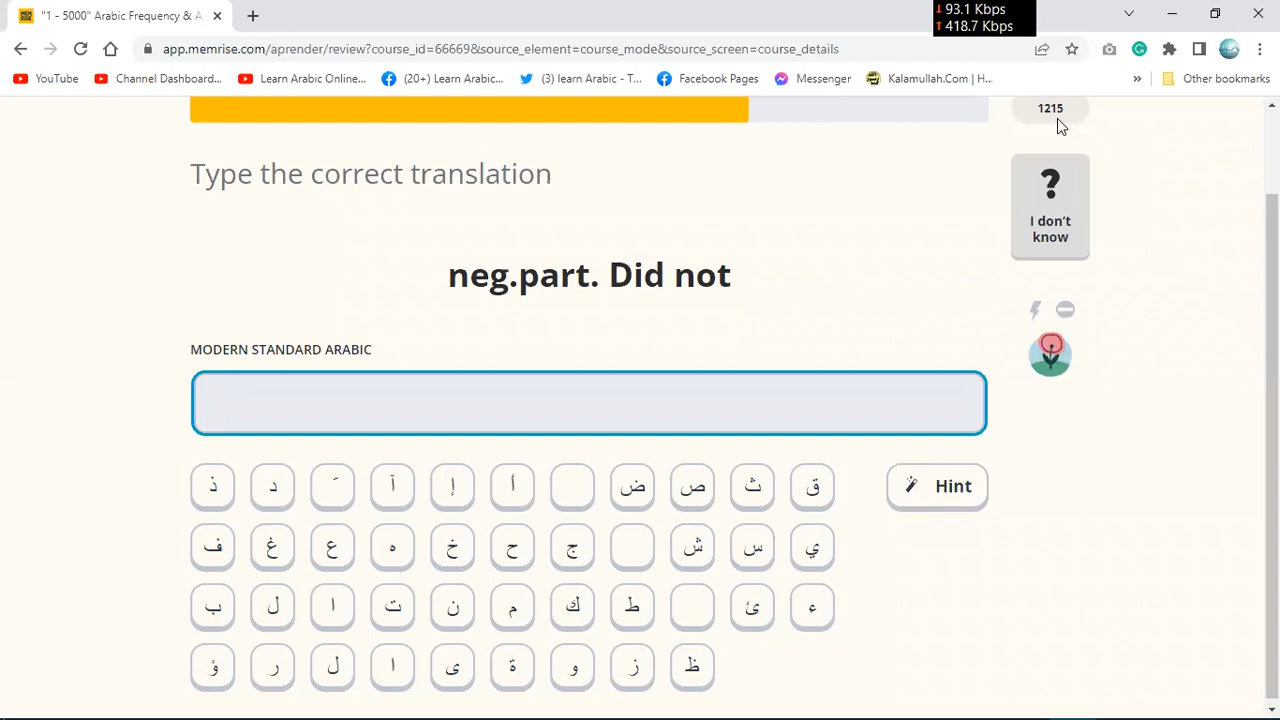 "1 - 5000" Arabic Frequency & A
93.1 Kbps
418.7 Kbps
app.memrise.com/aprender/review?course_id=86669&source_element=course_mode&source_screen=course_details
YouTube Channel Dashboard... Learn Arabic Online... (20+) Learn Arabic... (3) learn Arabic - T... Facebook Pages Messenger Kalamullah.Com | H... » Other bookmarks
1215
Type the correct translation
?
I don't
know
neg.part. Did not
MODERN STANDARD ARABIC
ذ د َ آ إ أ ض ص ث ق
Hint
ف غ ع ه خ ح ج ش س ي
ب ل ا ت ن م ك ط ئ ء
ؤ ر ل ا ى ة و ز ظ